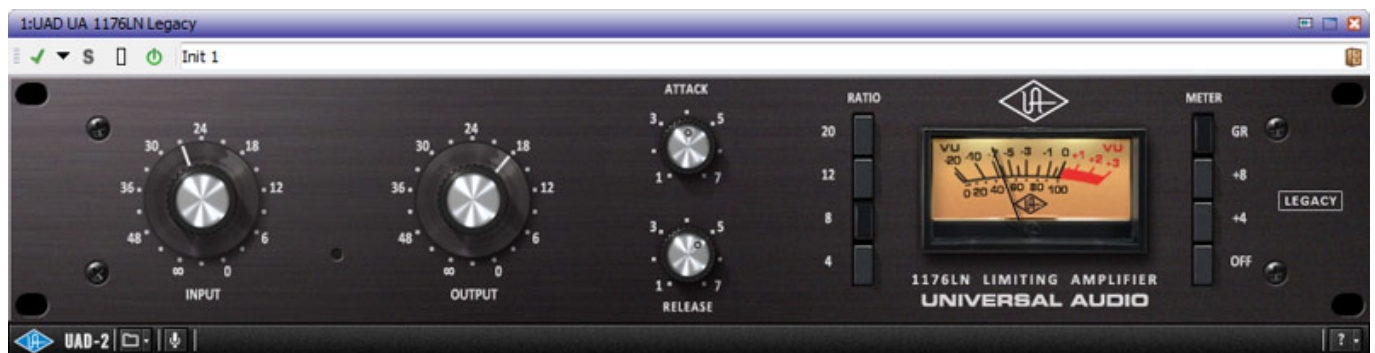 1:UAD UA 1176LN Legacy
S
Init 1
ATTACK
3 5
1 7
RELEASE
3 5
1 7
30 24 18
36 12
48 6
∞ 0
INPUT
30 24 18
36 12
48 6
∞ 0
OUTPUT
RATIO
20
12
8
4
UA
VU VU
-20 -10 -7 -5 -3 -1 0 +1 +2 +3
0 20 40 60 80 100
UA
1176LN LIMITING AMPLIFIER
UNIVERSAL AUDIO
METER
GR
+8
+4
OFF
LEGACY
UA UAD-2
?